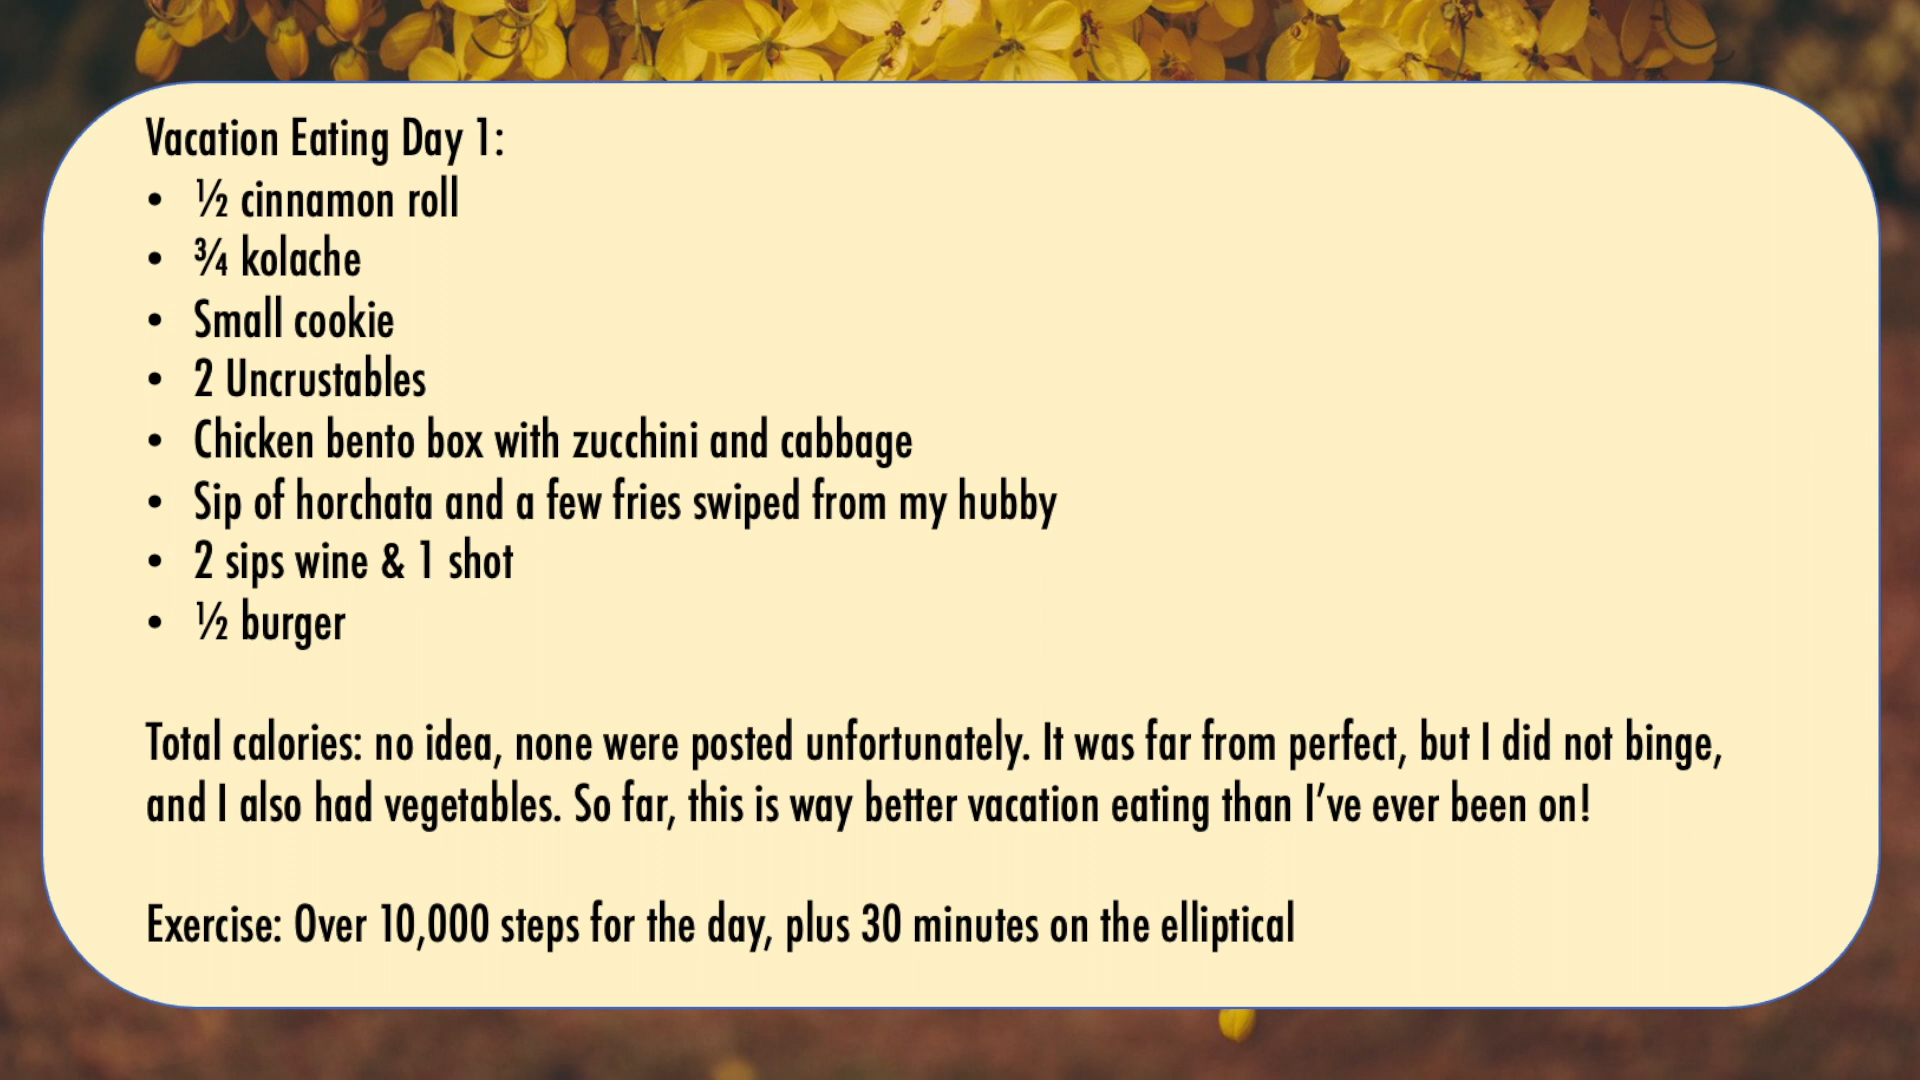 Vacation Eating Day 1:
• ½ cinnamon roll
• ¾ kolache
• Small cookie
• 2 Uncrustables
• Chicken bento box with zucchini and cabbage
• Sip of horchata and a few fries swiped from my hubby
• 2 sips wine & 1 shot
• ½ burger
Total calories: no idea, none were posted unfortunately. It was far from perfect, but I did not binge,
and I also had vegetables. So far, this is way better vacation eating than I’ve ever been on!
Exercise: Over 10,000 steps for the day, plus 30 minutes on the elliptical